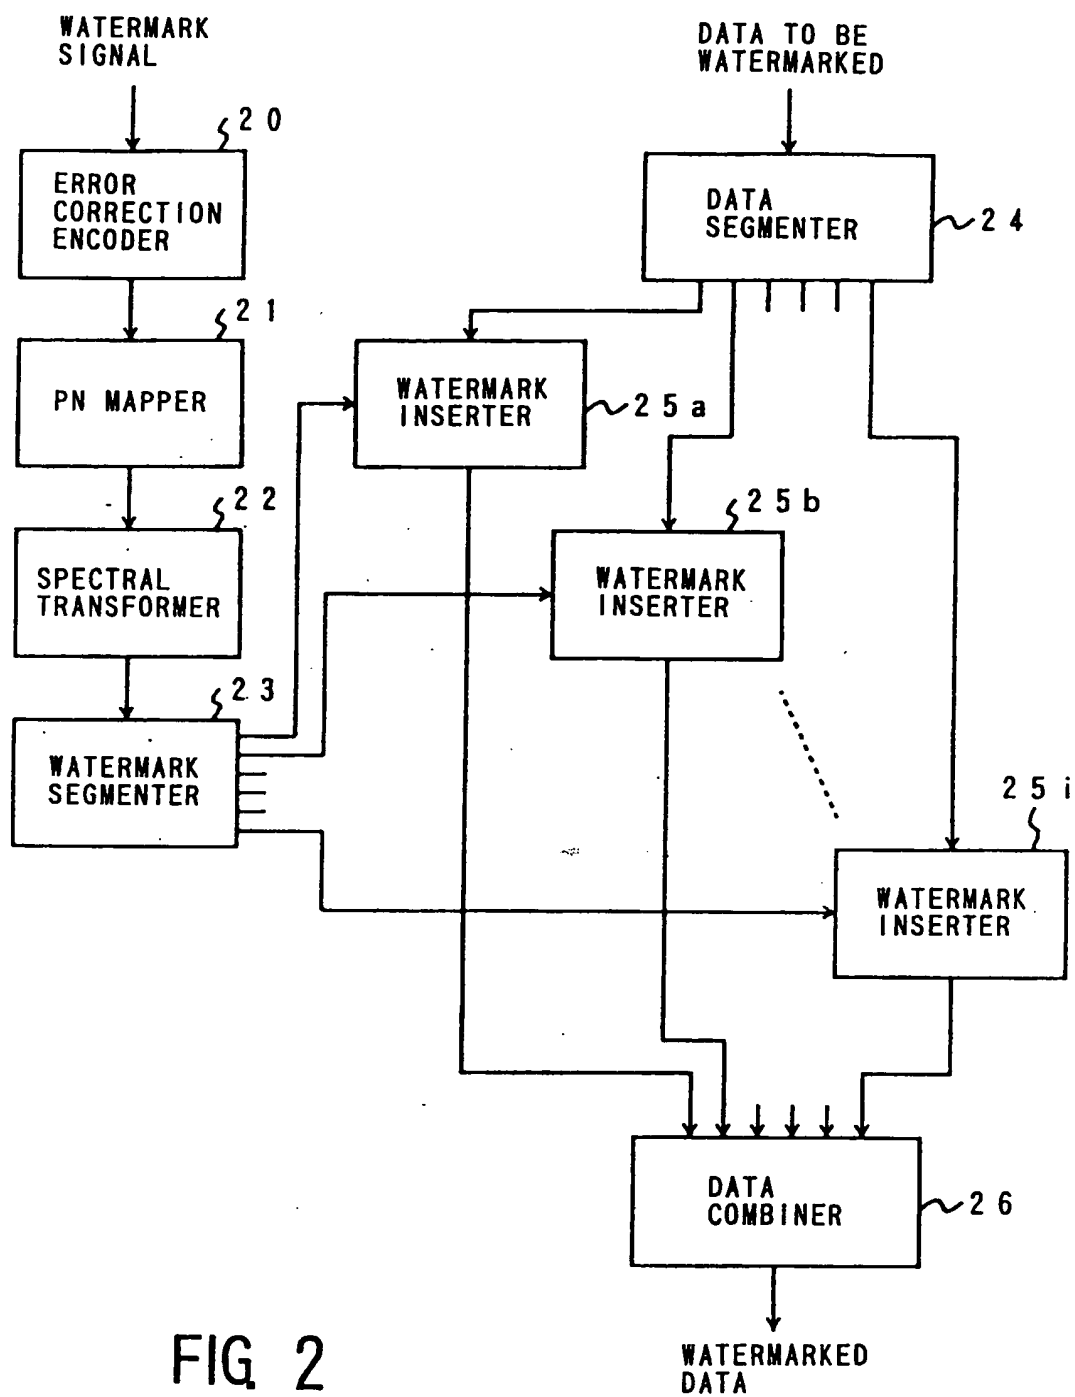 WATERMARK
SIGNAL
DATA TO BE
WATERMARKED
20
ERROR
CORRECTION
ENCODER
DATA
SEGMENTER
24
21
PN MAPPER
WATERMARK
INSERTER
25a
22
SPECTRAL
TRANSFORMER
25b
WATERMARK
INSERTER
23
WATERMARK
SEGMENTER
25i
WATERMARK
INSERTER
DATA
COMBINER
26
WATERMARKED
DATA
FIG. 2